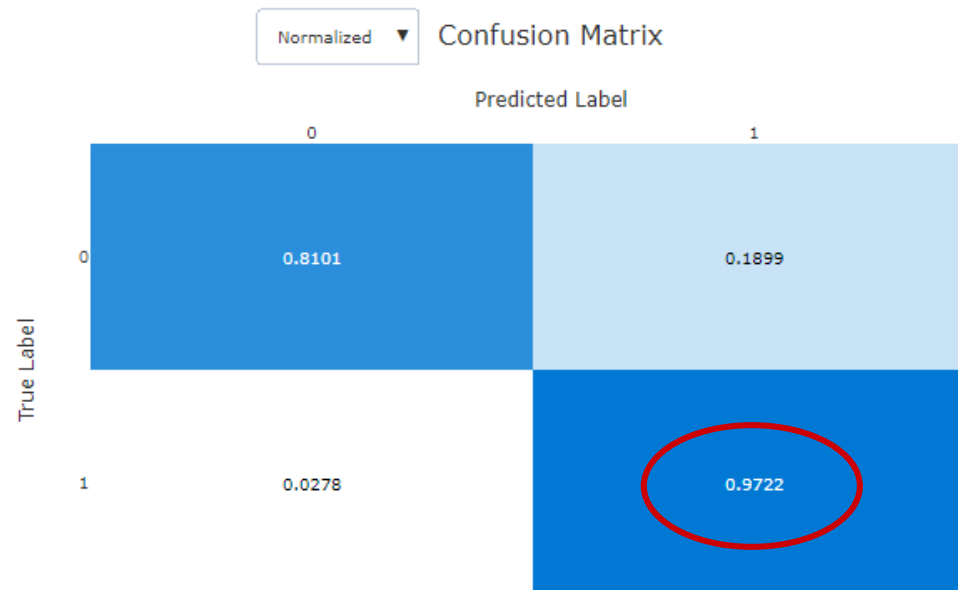 Normalized ▼ Confusion Matrix
Predicted Label
0 1
0 0.8101 0.1899
True Label
1 0.0278 0.9722